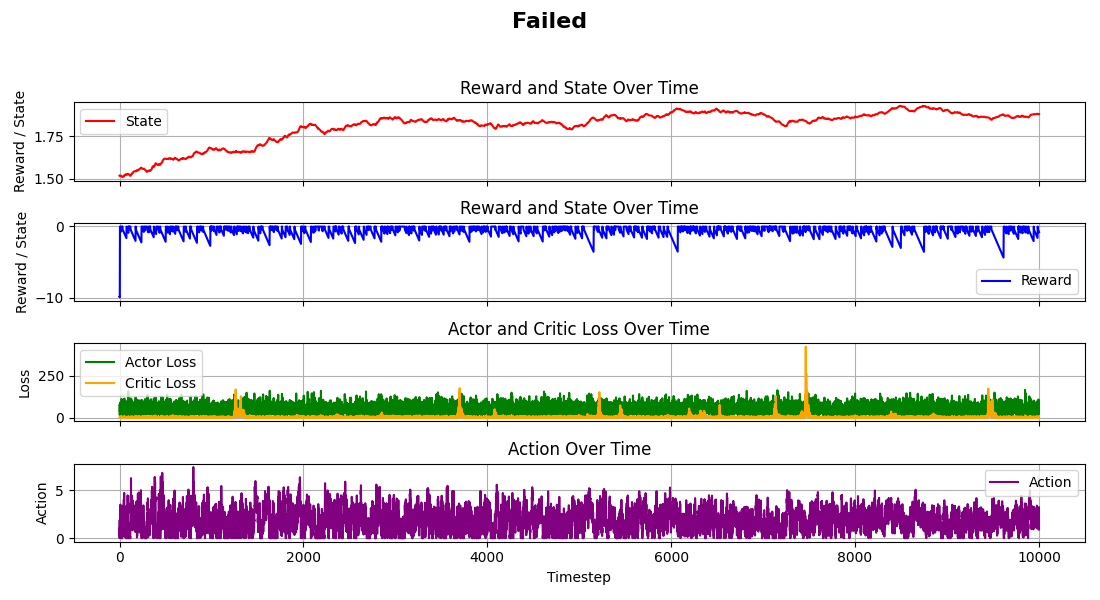 Failed
Reward and State Over Time
Reward / State
1.75
1.50
State
Reward and State Over Time
Reward / State
0
−10
Reward
Actor and Critic Loss Over Time
Loss
250
0
Actor Loss
Critic Loss
Action Over Time
Action
5
0
Action
0 2000 4000 6000 8000 10000
Timestep